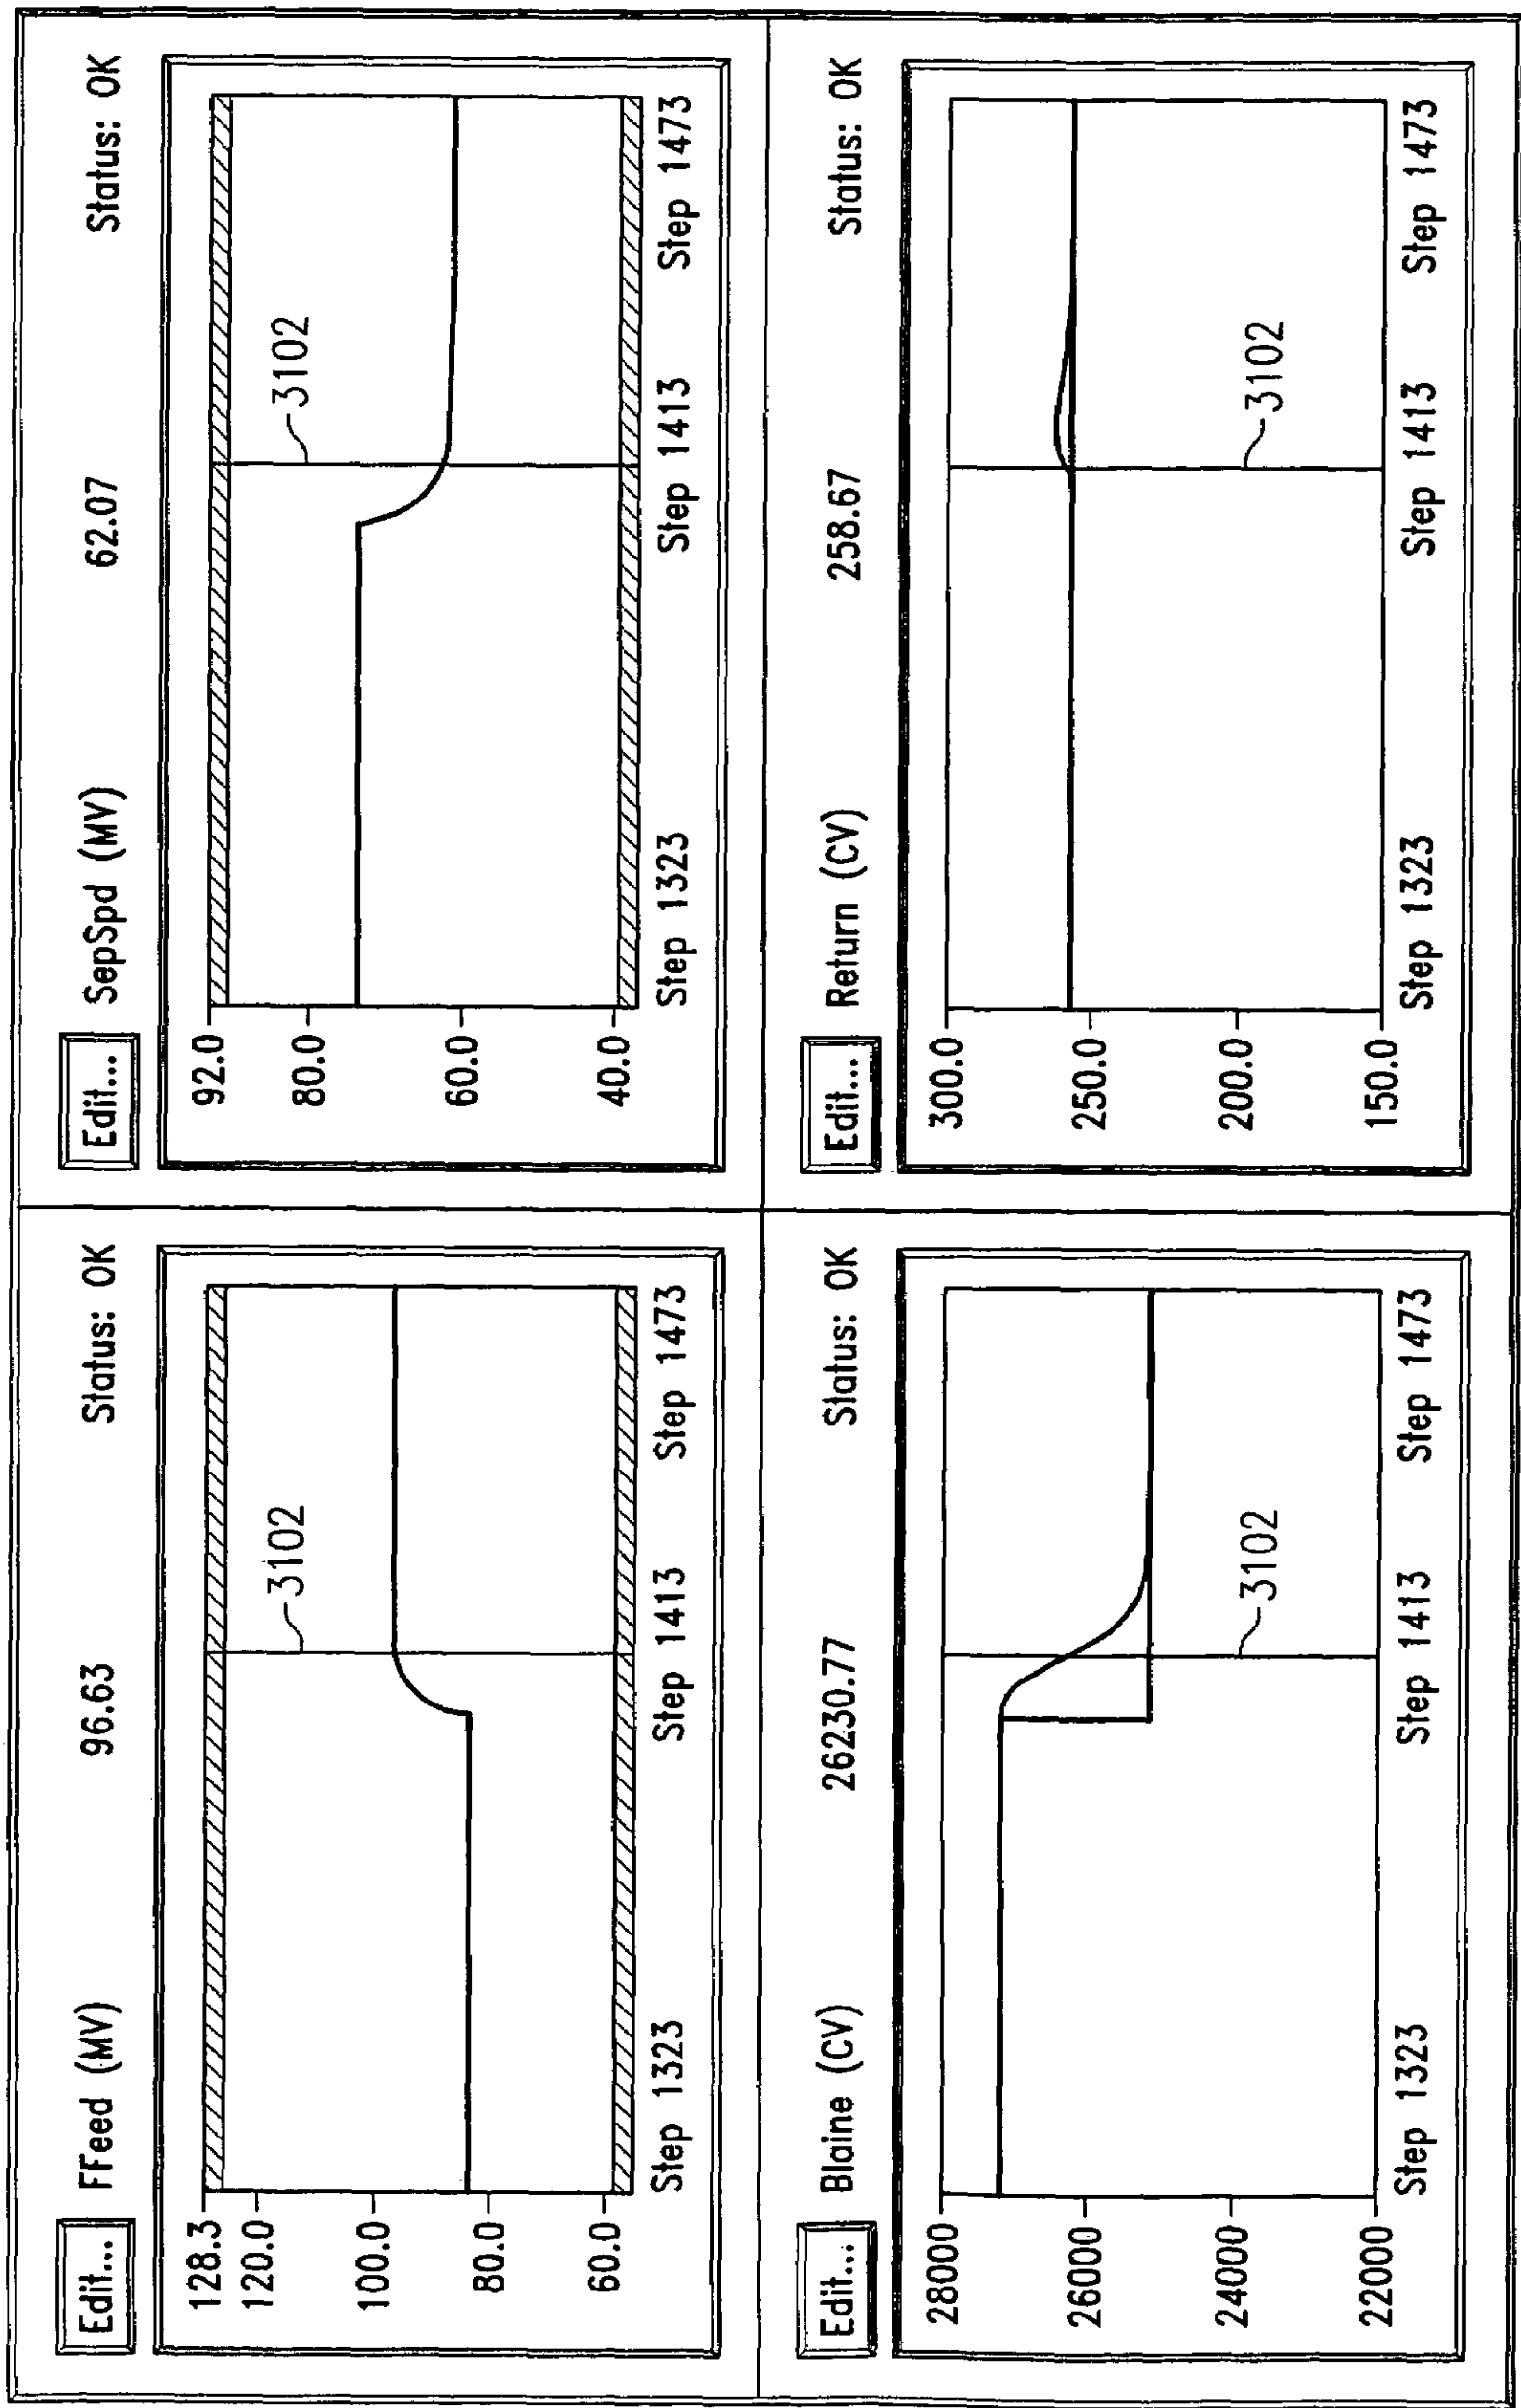 Edit... FFeed (MV) 96.63 Status: OK
128.3
120.0
100.0
80.0
60.0
3102
Step 1323 Step 1413 Step 1473
Edit... SepSpd (MV) 62.07 Status: OK
92.0
80.0
60.0
40.0
3102
Step 1323 Step 1413 Step 1473
Edit... Blaine (CV) 26230.77 Status: OK
28000
26000
24000
22000
3102
Step 1323 Step 1413 Step 1473
Edit... Return (CV) 258.67 Status: OK
300.0
250.0
200.0
150.0
3102
Step 1323 Step 1413 Step 1473